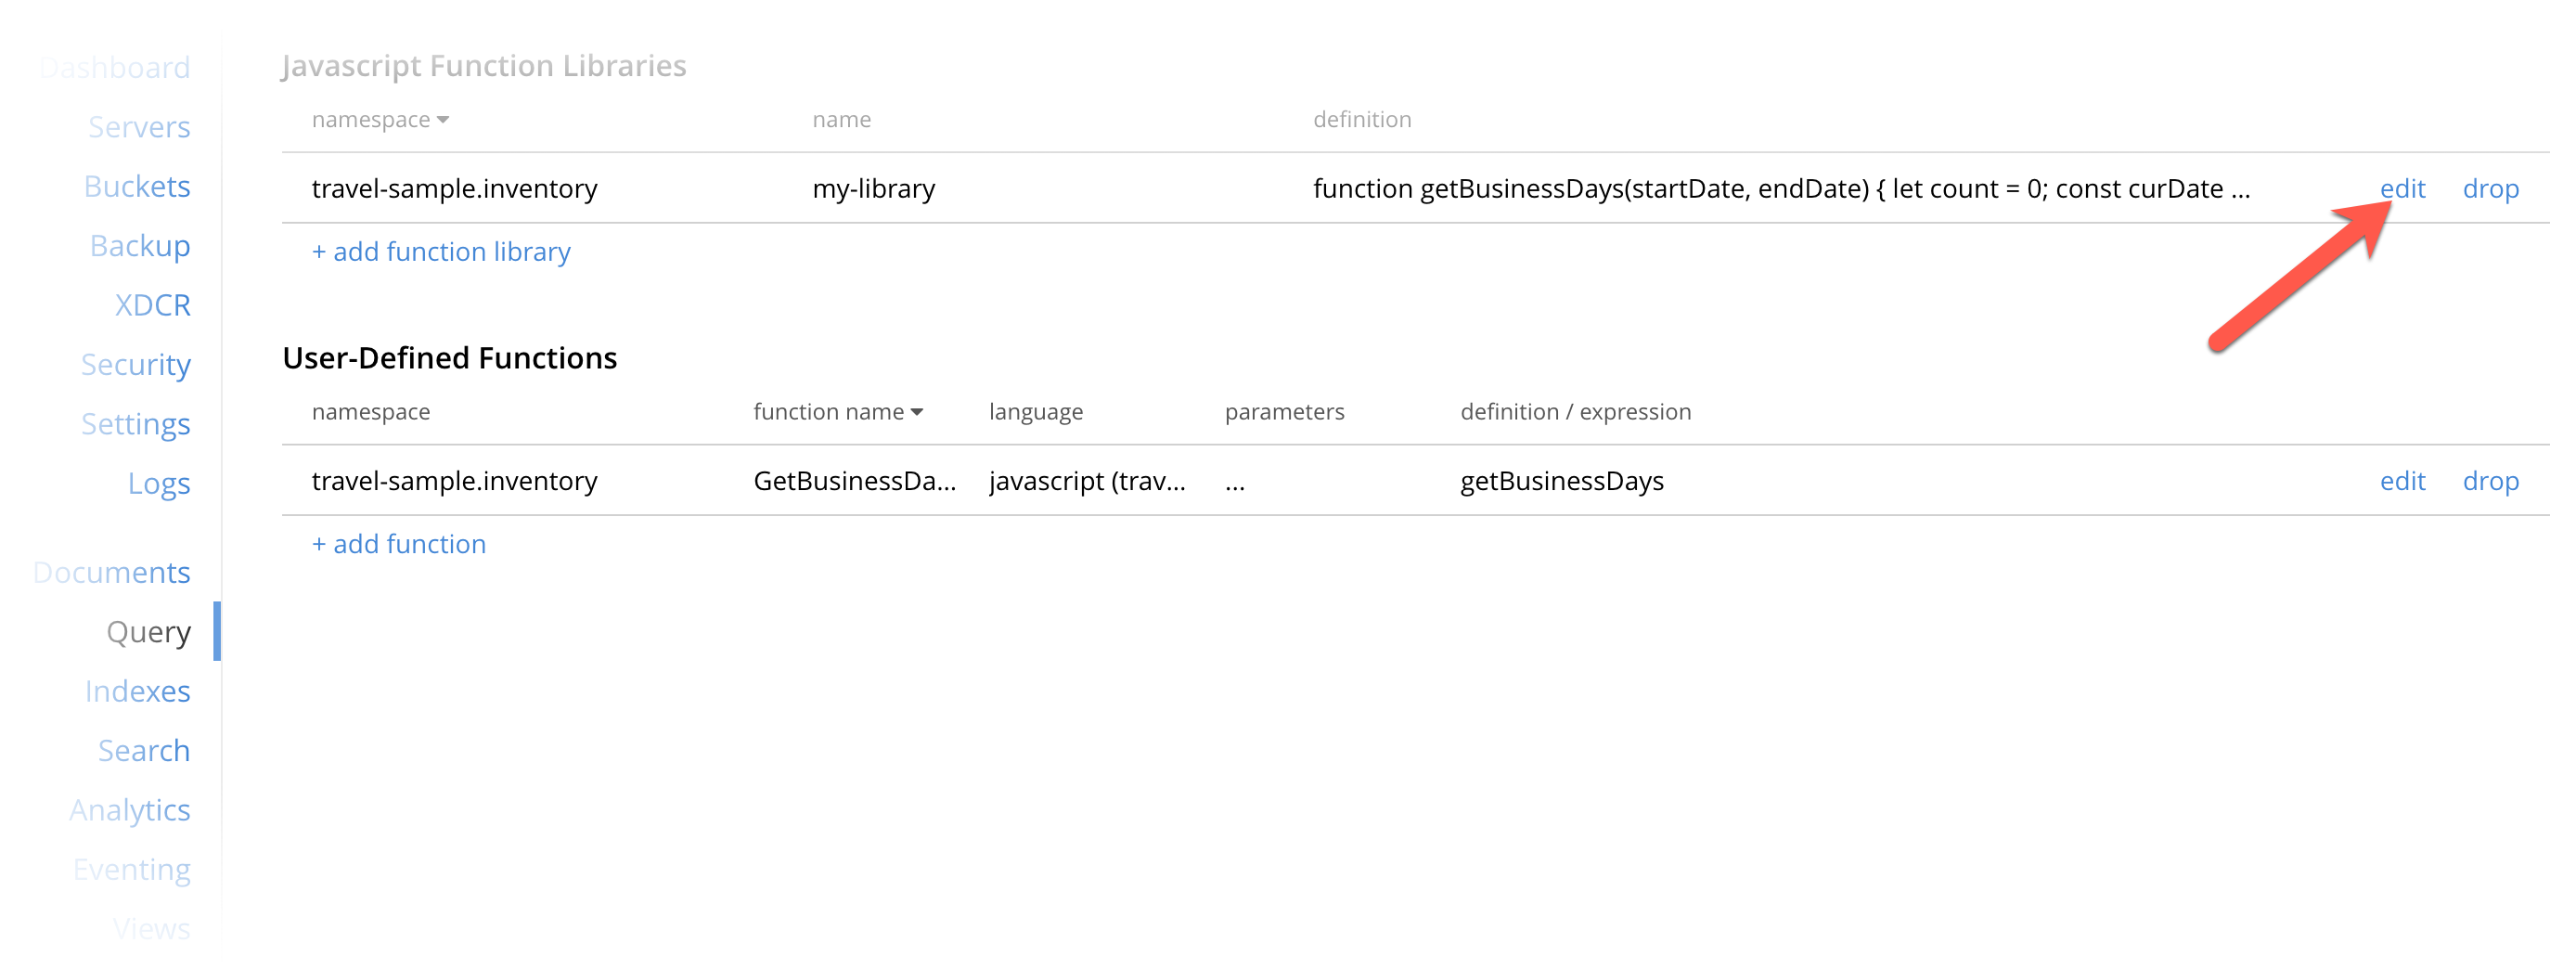 Dashboard
Servers
Buckets
Backup
XDCR
Security
Settings
Logs
Documents
Query
Indexes
Search
Analytics
Eventing
Views
Javascript Function Libraries
namespace name definition
travel-sample.inventory my-library function getBusinessDays(startDate, endDate) { let count = 0; const curDate ... edit drop
+ add function library
User-Defined Functions
namespace function name language parameters definition / expression
travel-sample.inventory GetBusinessDa... javascript (trav... ... getBusinessDays edit drop
+ add function